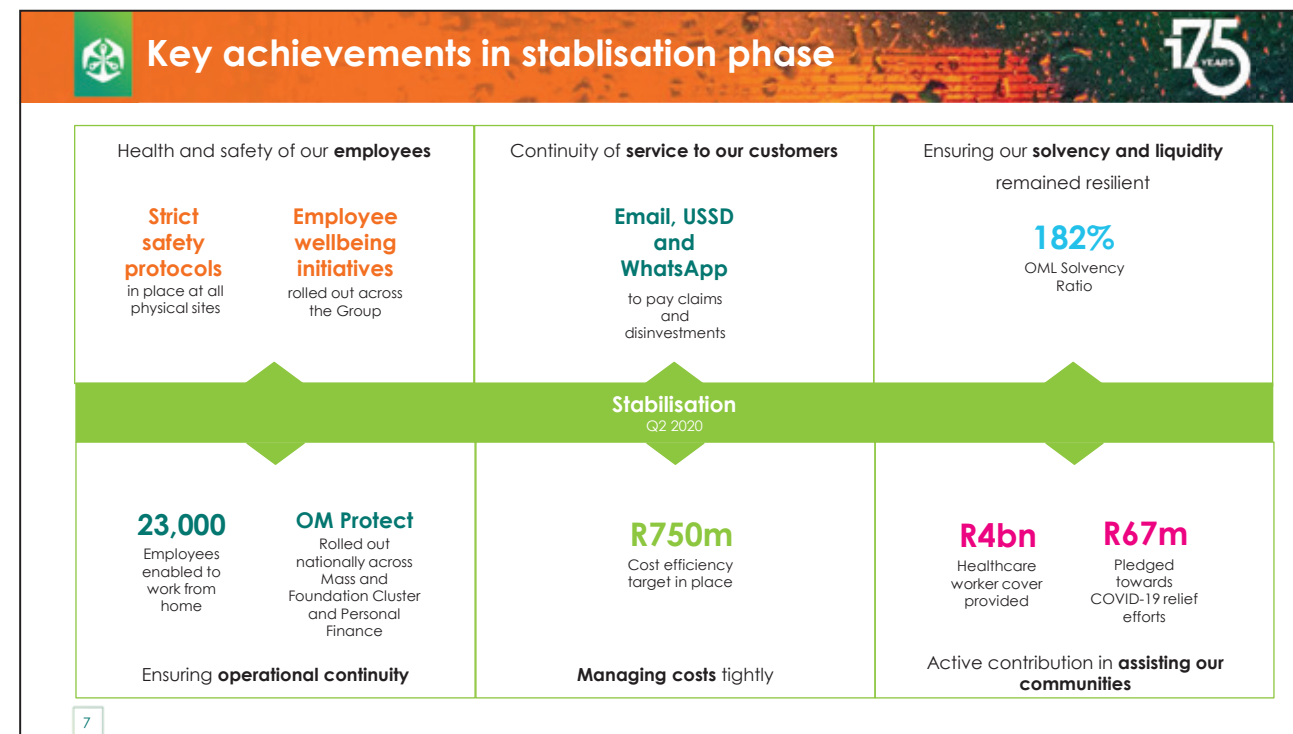 Key achievements in stablisation phase
175
YEARS
Health and safety of our employees
Strict
safety
protocols
in place at all
physical sites
Employee
wellbeing
initiatives
rolled out across
the Group
Continuity of service to our customers
Email, USSD
and
WhatsApp
to pay claims
and
disinvestments
Ensuring our solvency and liquidity
remained resilient
182%
OML Solvency
Ratio
Stabilisation
Q2 2020
23,000
Employees
enabled to
work from
home
OM Protect
Rolled out
nationally across
Mass and
Foundation Cluster
and Personal
Finance
Ensuring operational continuity
R750m
Cost efficiency
target in place
Managing costs tightly
R4bn
Healthcare
worker cover
provided
R67m
Pledged
towards
COVID-19 relief
efforts
Active contribution in assisting our
communities
7